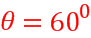 θ = 60⁰